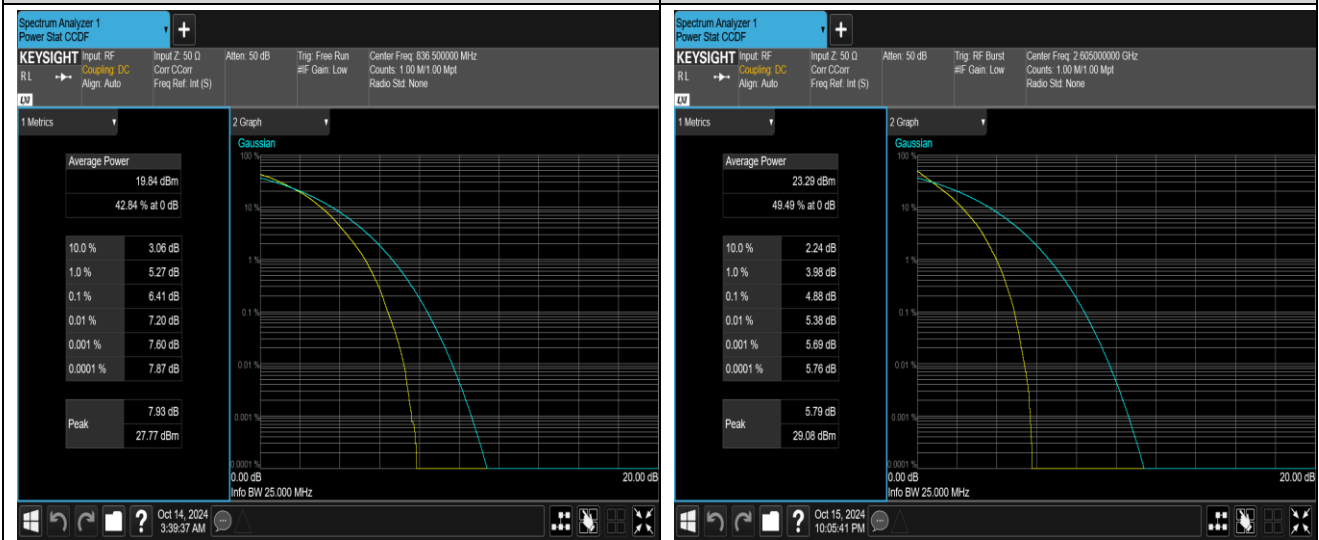 Spectrum Analyzer 1
Power Stat CCDF
+
KEYSIGHT
RL
LXI
Input: RF
Coupling: DC
Align: Auto
Input Z: 50 Ω
Corr CCorr
Freq Ref: Int (S)
Atten: 50 dB
Trig: Free Run
#IF Gain: Low
Center Freq: 836.500000 MHz
Counts: 1.00 M/1.00 Mpt
Radio Std: None
1 Metrics
Average Power
19.84 dBm
42.84 % at 0 dB
10.0 % 3.06 dB
1.0 % 5.27 dB
0.1 % 6.41 dB
0.01 % 7.20 dB
0.001 % 7.60 dB
0.0001 % 7.87 dB
Peak
7.93 dB
27.77 dBm
2 Graph
Gaussian
100 %
10 %
1 %
0.1 %
0.01 %
0.001 %
0.0001 %
0.00 dB 20.00 dB
Info BW 25.000 MHz
?
Oct 14, 2024
3:39:37 AM
Spectrum Analyzer 1
Power Stat CCDF
+
KEYSIGHT
RL
LXI
Input: RF
Coupling: DC
Align: Auto
Input Z: 50 Ω
Corr CCorr
Freq Ref: Int (S)
Atten: 50 dB
Trig: RF Burst
#IF Gain: Low
Center Freq: 2.605000000 GHz
Counts: 1.00 M/1.00 Mpt
Radio Std: None
1 Metrics
Average Power
23.29 dBm
49.49 % at 0 dB
10.0 % 2.24 dB
1.0 % 3.98 dB
0.1 % 4.88 dB
0.01 % 5.38 dB
0.001 % 5.69 dB
0.0001 % 5.76 dB
Peak
5.79 dB
29.08 dBm
2 Graph
Gaussian
100 %
10 %
1 %
0.1 %
0.01 %
0.001 %
0.0001 %
0.00 dB 20.00 dB
Info BW 25.000 MHz
?
Oct 15, 2024
10:05:41 PM